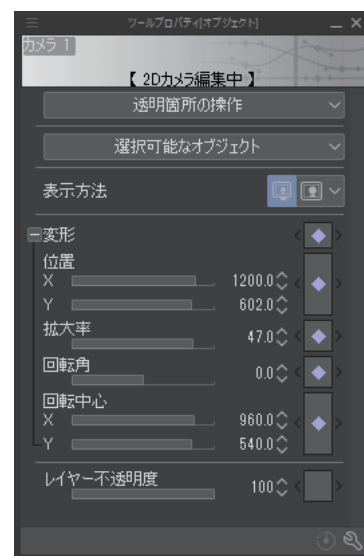 ツールプロパティ[オブジェクト]
カメラ 1
【 2Dカメラ編集中 】
透明箇所の操作
選択可能なオブジェクト
表示方法
変形
位置
X 1200.0
Y 602.0
拡大率
47.0
回転角
0.0
回転中心
X 960.0
Y 540.0
レイヤー不透明度
100